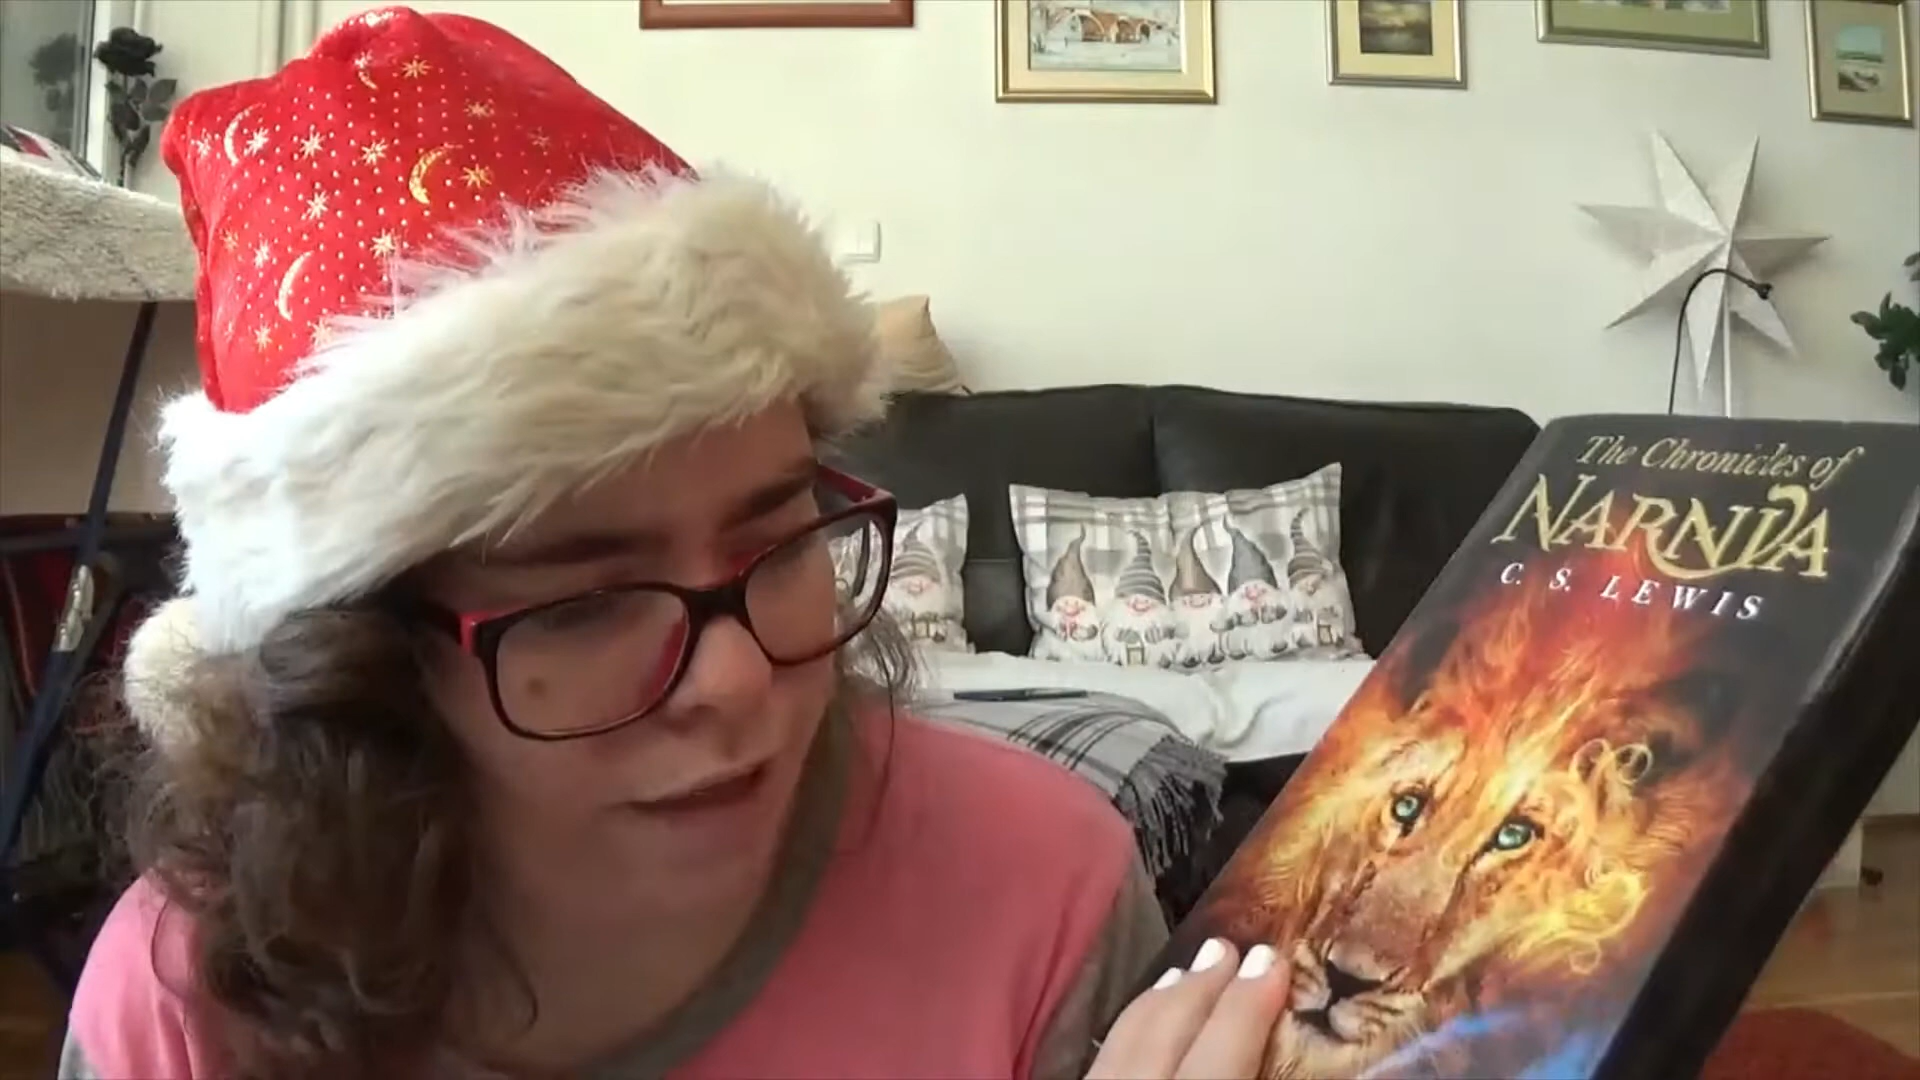 The Chronicles of
NARNIA
C. S. LEWIS